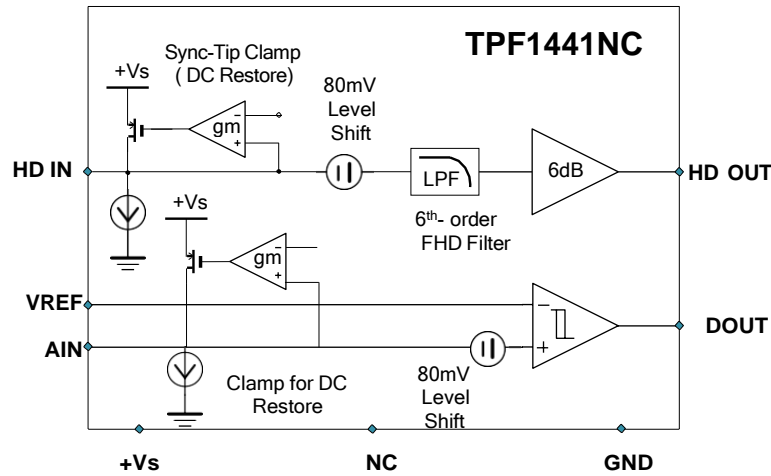 TPF1441NC
Sync-Tip Clamp
( DC Restore)
+Vs
80mV
Level
Shift
gm
−
+
HD IN
LPF
6dB
HD OUT
6th- order
FHD Filter
+Vs
gm
−
+
VREF
−
+
DOUT
AIN
Clamp for DC
Restore
80mV
Level
Shift
+Vs
NC
GND